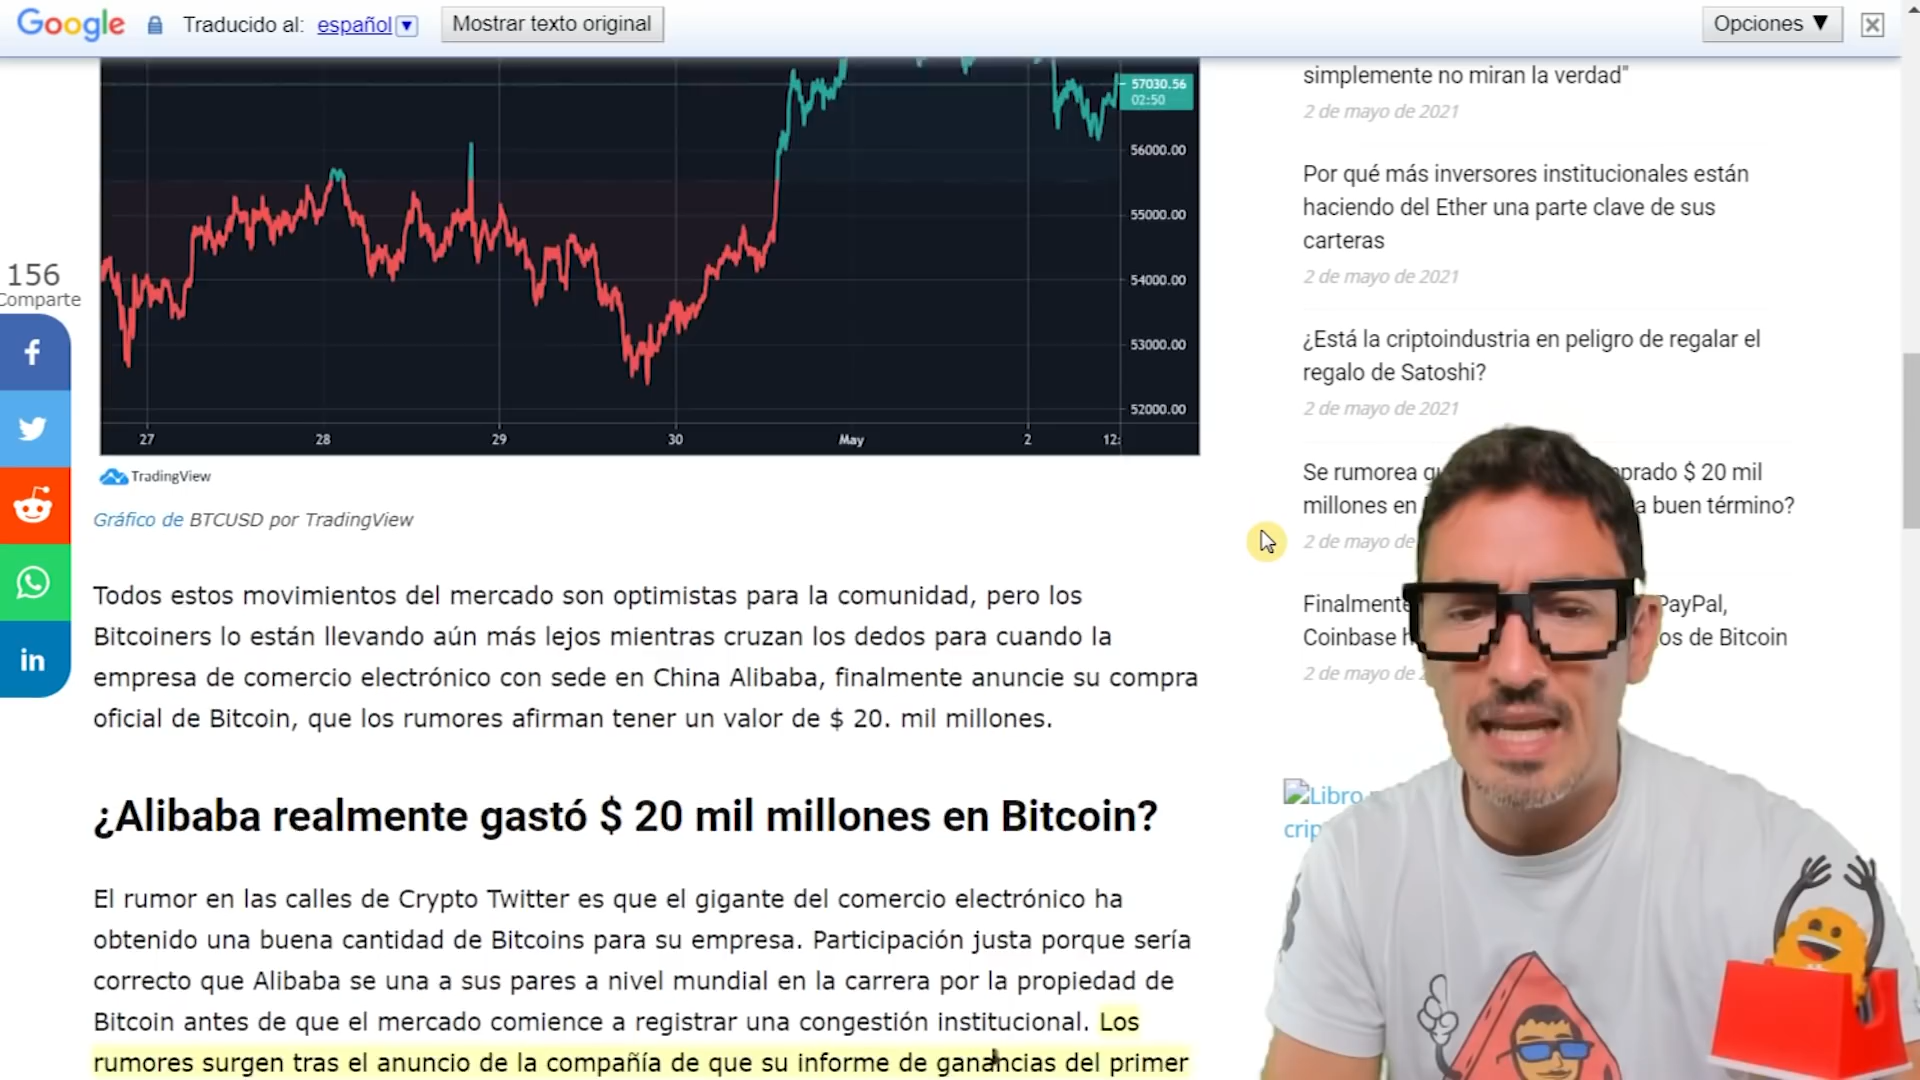 Google Traducido al: español Mostrar texto original Opciones ▼
57030.56
02:50
56000.00
55000.00
54000.00
53000.00
52000.00
27 28 29 30 May 2 12:
TradingView
Gráfico de BTCUSD por TradingView
156
Comparte
Todos estos movimientos del mercado son optimistas para la comunidad, pero los
Bitcoiners lo están llevando aún más lejos mientras cruzan los dedos para cuando la
empresa de comercio electrónico con sede en China Alibaba, finalmente anuncie su compra
oficial de Bitcoin, que los rumores afirman tener un valor de $ 20. mil millones.
¿Alibaba realmente gastó $ 20 mil millones en Bitcoin?
El rumor en las calles de Crypto Twitter es que el gigante del comercio electrónico ha
obtenido una buena cantidad de Bitcoins para su empresa. Participación justa porque sería
correcto que Alibaba se una a sus pares a nivel mundial en la carrera por la propiedad de
Bitcoin antes de que el mercado comience a registrar una congestión institucional. Los
rumores surgen tras el anuncio de la compañía de que su informe de ganancias del primer
simplemente no miran la verdad"
2 de mayo de 2021
Por qué más inversores institucionales están
haciendo del Ether una parte clave de sus
carteras
2 de mayo de 2021
¿Está la criptoindustria en peligro de regalar el
regalo de Satoshi?
2 de mayo de 2021
Se rumorea $ 20 mil
millones en a buen término?
2 de mayo de
Finalmente PayPal,
Coinbase de Bitcoin
2 de mayo de
Libro